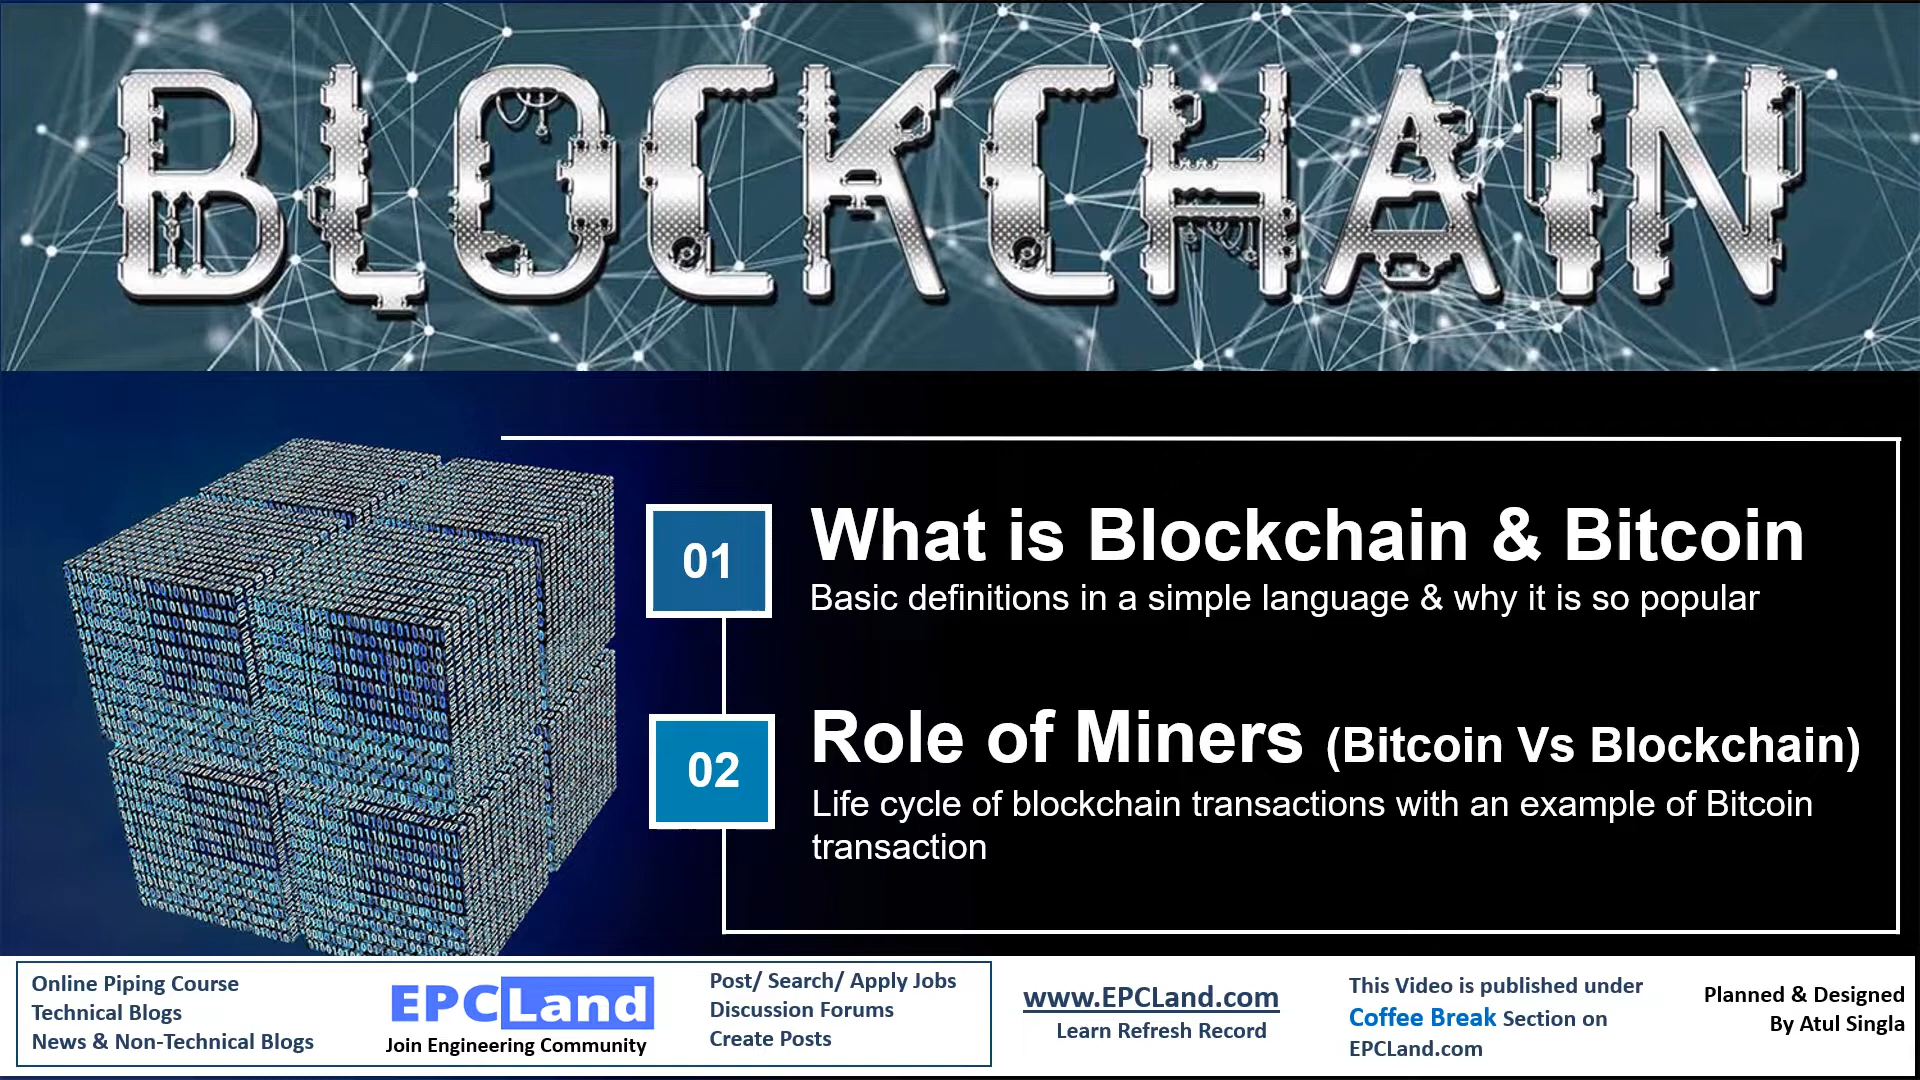 BLOCKCHAIN
01
What is Blockchain & Bitcoin
Basic definitions in a simple language & why it is so popular
02
Role of Miners (Bitcoin Vs Blockchain)
Life cycle of blockchain transactions with an example of Bitcoin
transaction
Online Piping Course
Technical Blogs
News & Non-Technical Blogs
EPCLand
Join Engineering Community
Post/ Search/ Apply Jobs
Discussion Forums
Create Posts
www.EPCLand.com
Learn Refresh Record
This Video is published under
Coffee Break Section on
EPCLand.com
Planned & Designed
By Atul Singla